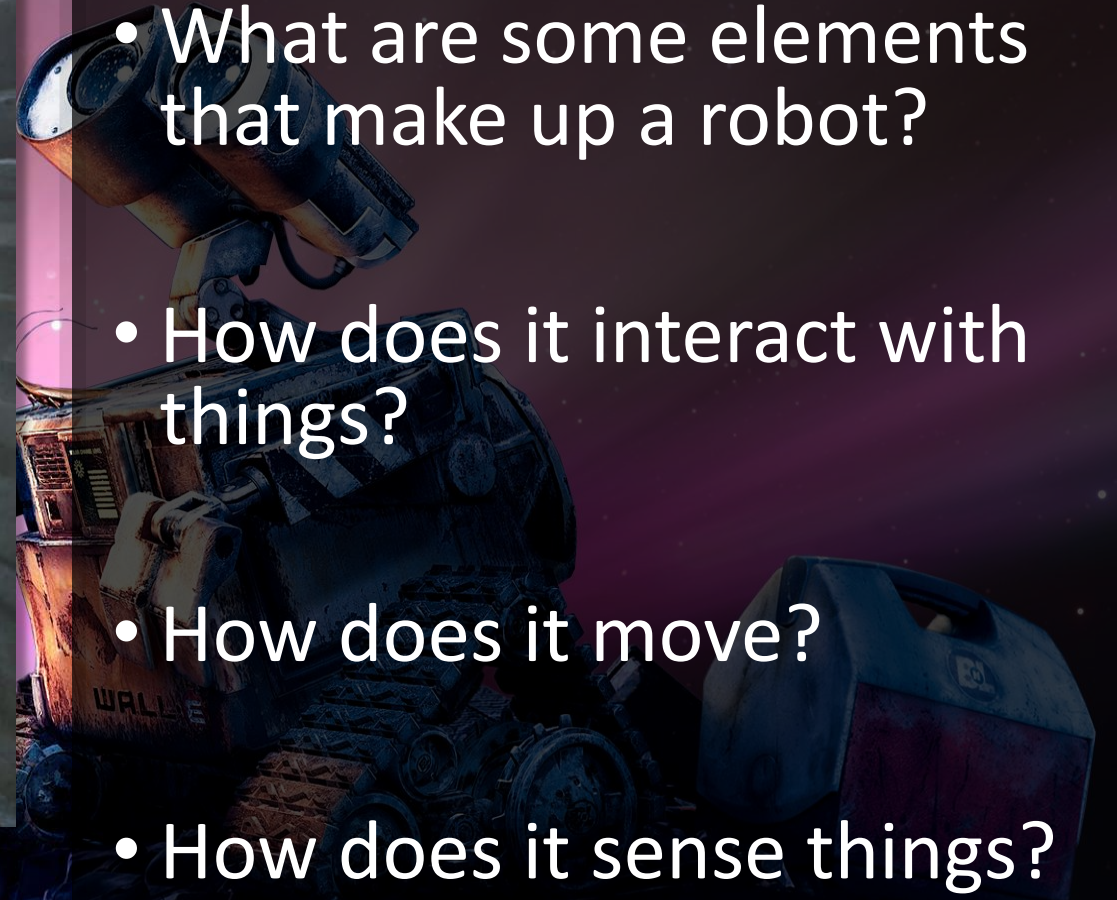 • What are some elements
that make up a robot?
• How does it interact with
things?
• How does it move?
• How does it sense things?
WALL•E